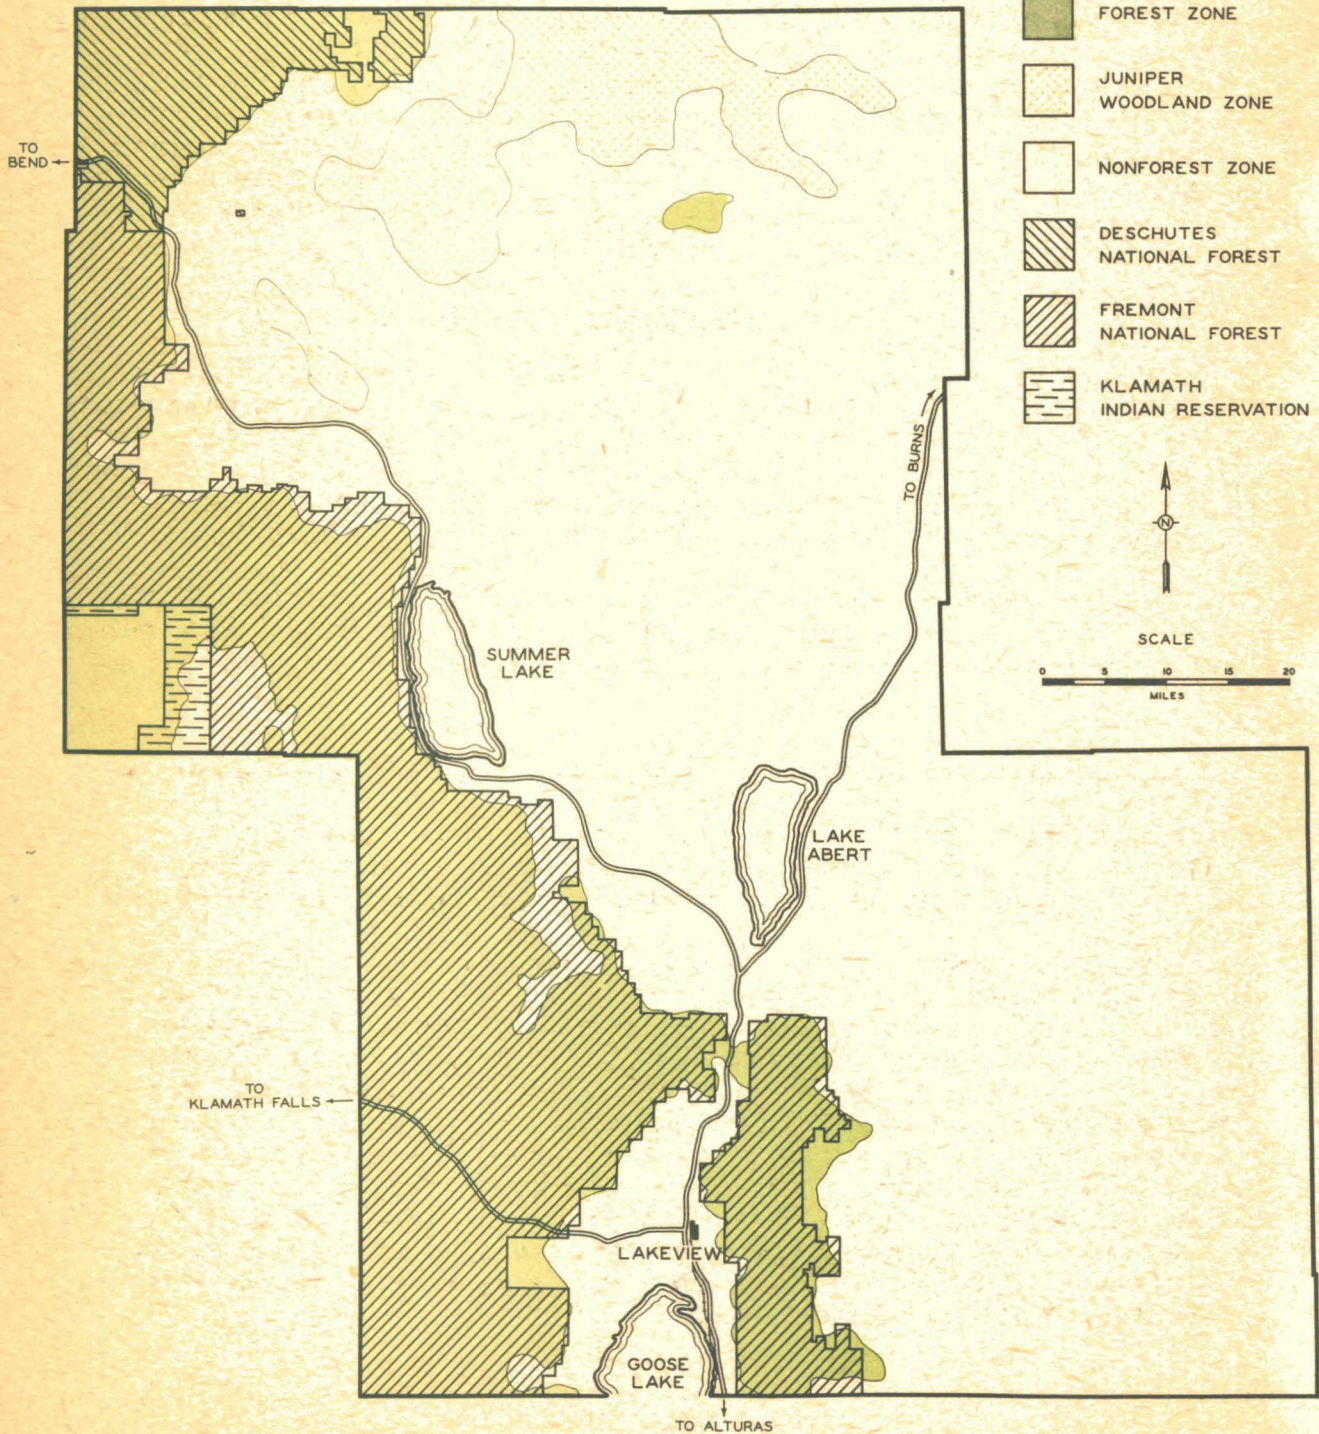 FOREST ZONE
JUNIPER
WOODLAND ZONE
NONFOREST ZONE
DESCHUTES
NATIONAL FOREST
FREMONT
NATIONAL FOREST
KLAMATH
INDIAN RESERVATION
N
SCALE
0 5 10 15 20
MILES
TO
BEND
TO BURNS
SUMMER
LAKE
LAKE
ABERT
TO
KLAMATH FALLS
LAKEVIEW
GOOSE
LAKE
TO ALTURAS